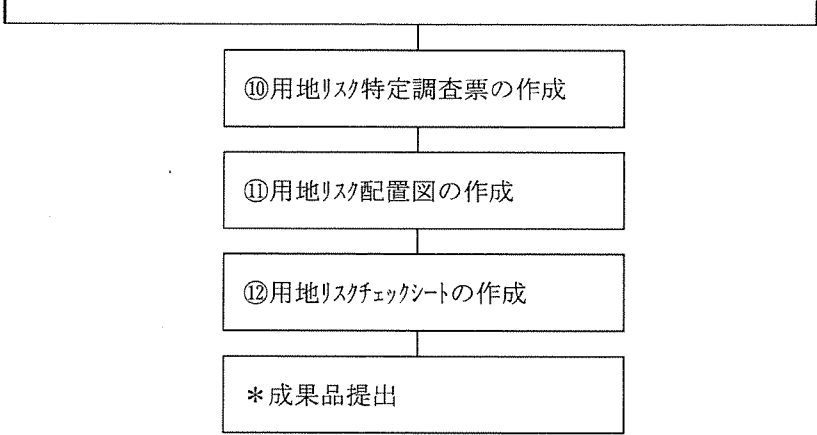 ⑩用地ﾘｽｸ特定調査票の作成
⑪用地ﾘｽｸ配置図の作成
⑫用地ﾘｽｸﾁｪｯｸｼｰﾄの作成
＊成果品提出